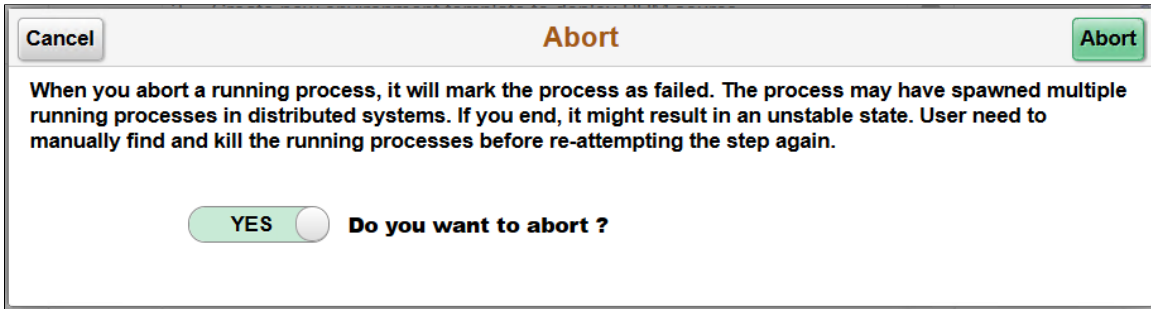 Cancel
Abort
Abort
When you abort a running process, it will mark the process as failed. The process may have spawned multiple
running processes in distributed systems. If you end, it might result in an unstable state. User need to
manually find and kill the running processes before re-attempting the step again.
YES
Do you want to abort ?